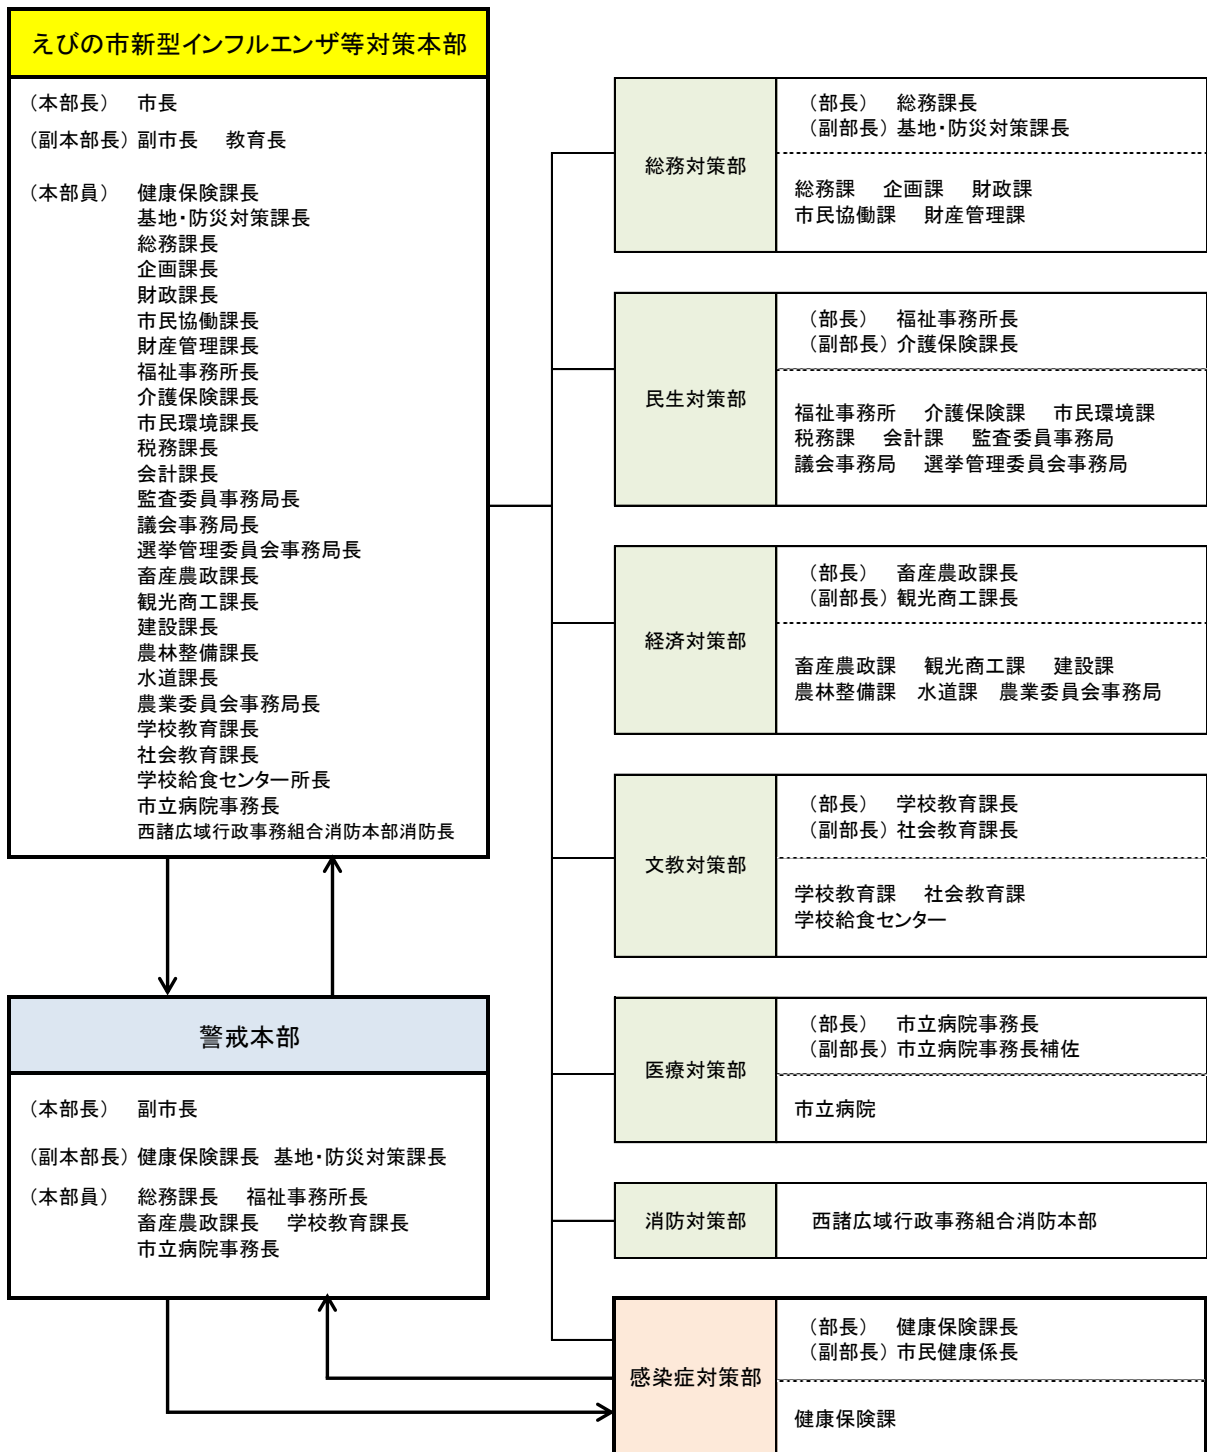 えびの市新型インフルエンザ等対策本部
（本部長）　市長
（副本部長）副市長　教育長
（本部員）　健康保険課長
基地・防災対策課長
総務課長
企画課長
財政課長
市民協働課長
財産管理課長
福祉事務所長
介護保険課長
市民環境課長
税務課長
会計課長
監査委員事務局長
議会事務局長
選挙管理委員会事務局長
畜産農政課長
観光商工課長
建設課長
農林整備課長
水道課長
農業委員会事務局長
学校教育課長
社会教育課長
学校給食センター所長
市立病院事務長
西諸広域行政事務組合消防本部消防長
警戒本部
（本部長）　副市長
（副本部長）健康保険課長　基地・防災対策課長
（本部員）　総務課長　福祉事務所長
畜産農政課長　学校教育課長
市立病院事務長
総務対策部
（部長）　総務課長
（副部長）基地・防災対策課長
総務課　企画課　財政課
市民協働課　財産管理課
民生対策部
（部長）　福祉事務所長
（副部長）介護保険課長
福祉事務所　介護保険課　市民環境課
税務課　会計課　監査委員事務局
議会事務局　選挙管理委員会事務局
経済対策部
（部長）　畜産農政課長
（副部長）観光商工課長
畜産農政課　観光商工課　建設課
農林整備課　水道課　農業委員会事務局
文教対策部
（部長）　学校教育課長
（副部長）社会教育課長
学校教育課　社会教育課
学校給食センター
医療対策部
（部長）　市立病院事務長
（副部長）市立病院事務長補佐
市立病院
消防対策部
西諸広域行政事務組合消防本部
感染症対策部
（部長）　健康保険課長
（副部長）市民健康係長
健康保険課